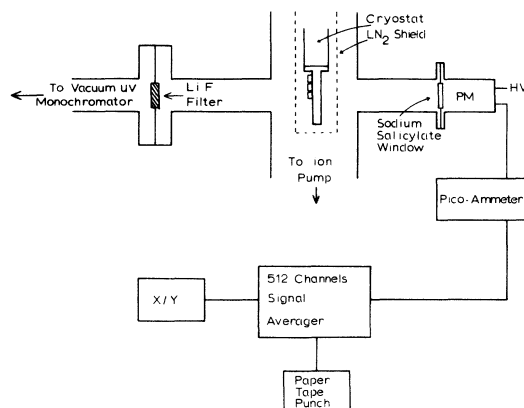 Cryostat
LN2 Shield
To Vacuum UV
Monochromator
LiF
Filter
PM
HV
Sodium
Salicylate
Window
To ion
Pump
Pico-Ammeter
512 Channels
Signal
Averager
X/Y
Paper
Tape
Punch